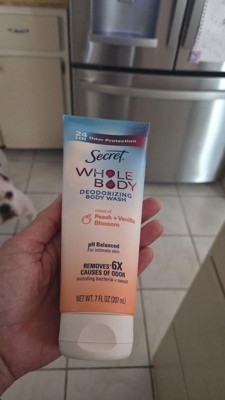 24 HR Odor Protection
Secret
WHOLE
BODY
DEODORIZING
BODY WASH
Peach + Vanilla
Blossom
pH Balanced
For intimate skin
REMOVES 6X
CAUSES OF ODOR
including bacteria + sweat
NET WT. 7 FL OZ (207 mL)